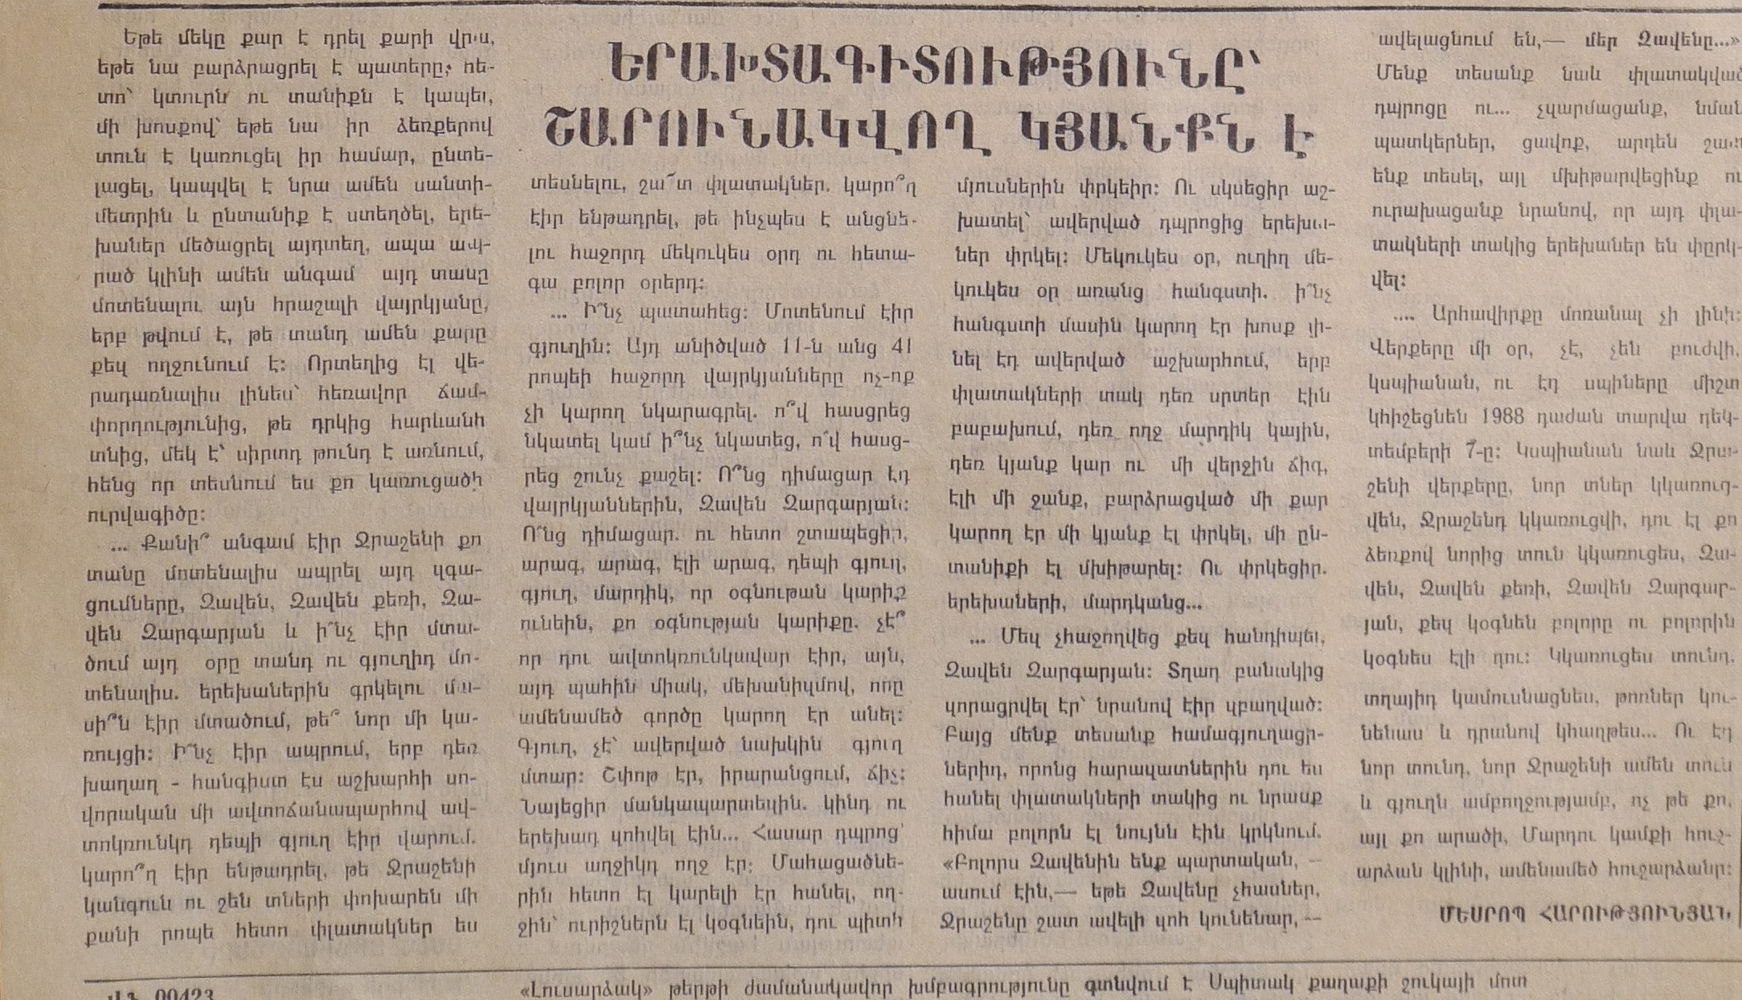 ԵՐԱԽՏԱԳԻՏՈՒԹՅՈՒՆԸ՝
ՇԱՐՈՒՆԱԿՎՈՂ ԿՅԱՆՔՆ Է
Եթե մեկը քար է դրել քարի վրա,
եթե նա բարձրացրել է պատերը, հե-
տո՝ կտուրն ու տանիքն է կապել,
մի խոսքով՝ եթե նա իր ձեռքերով
տուն է կառուցել իր համար, ընտե-
լացել, կապվել է նրա ամեն սանտի-
մետրին և ընտանիք է ստեղծել, երե-
խաներ մեծացրել այդտեղ, ապա ապ-
րած կլինի ամեն անգամ այդ տասը
մոտենալու այն հրաշալի վայրկյանը,
երբ թվում է, թե տանդ ամեն քարը
քեզ ողջունում է։ Որտեղից էլ վե-
րադառնալիս լինես՝ հեռավոր ճամ-
փորդությունից, թե դրկից հարևանի
տնից, մեկ է՝ սիրտդ թունդ է առնում,
հենց որ տեսնում ես քո կառուցածի
ուրվագիծը։
... Քանի՞ անգամ էիր Ջրաշենի քո
տանը մոտենալիս ապրել այդ զգա-
ցումները, Զավեն, Զավեն քեռի, Զա-
վեն Զարգարյան և ի՞նչ էիր մտա-
ծում այդ օրը տանդ ու գյուղիդ մո-
տենալիս. երեխաներին գրկելու մա-
սի՞ն էիր մտածում, թե՞ նոր մի կա-
ռույցի։ Ի՞նչ էիր ապրում, երբ դեռ
խաղաղ - հանգիստ էս աշխարհի սո-
վորական մի ավտոճանապարհով ավ-
տոկռունկդ դեպի գյուղ էիր վարում.
կարո՞ղ էիր ենթադրել, թե Ջրաշենի
կանգուն ու շեն տների փոխարեն մի
քանի րոպե հետո փլատակներ ես
տեսնելու, շա՜տ փլատակներ. կարո՞ղ
էիր ենթադրել, թե ինչպես է անցնե-
լու հաջորդ մեկուկես օրդ ու հետա-
գա բոլոր օրերդ։
... Ի՞նչ պատահեց։ Մոտենում էիր
գյուղին։ Այդ անիծված 11-ն անց 41
րոպեի հաջորդ վայրկյանները ոչ-ոք
չի կարող նկարագրել. ո՞վ հասցրեց
նկատել կամ ի՞նչ նկատեց, ո՞վ հասց-
րեց շունչ քաշել։ Ո՞նց դիմացար էդ
վայրկյաններին, Զավեն Զարգարյան։
Ո՞նց դիմացար. ու հետո շտապեցիր,
արագ, արագ, էլի արագ, դեպի գյուղ,
գյուղ, մարդիկ, որ օգնութան կարիք
ունեին, քո օգնության կարիքը. չէ՞
որ դու ավտոկռունկավար էիր, այն,
այդ պահին միակ, մեխանիզմով, որը
ամենամեծ գործը կարող էր անել։
Գյուղ, չէ՝ ավերված նախկին գյուղ
մտար։ Շփոթ էր, իրարանցում, ճիչ։
Նայեցիր մանկապարտեզին. կինդ ու
երեխադ զոհվել էին... Հասար դպրոց՝
մյուս աղջիկդ ողջ էր։ Մահացածնե-
րին հետո էլ կարելի էր հանել, ող-
ջին՝ ուրիշներն էլ կօգնեին, դու պիտի
մյուսներին փրկեիր։ Ու սկսեցիր աշ-
խատել՝ ավերված դպրոցից երեխա-
ներ փրկել։ Մեկուկես օր, ուղիղ մե-
կուկես օր առանց հանգստի. ի՞նչ
հանգստի մասին կարող էր խոսք լի-
նել էդ ավերված աշխարհում, երբ
փլատակների տակ դեռ սրտեր էին
բաբախում, դեռ ողջ մարդիկ կային,
դեռ կյանք կար ու մի վերջին ճիգ,
էլի մի ջանք, բարձրացված մի քար
կարող էր մի կյանք էլ փրկել, մի ըն-
տանիքի էլ մխիթարել։ Ու փրկեցիր.
երեխաների, մարդկանց...
... Մեզ չհաջողվեց քեզ հանդիպել,
Զավեն Զարգարյան։ Տղադ բանակից
զորացրվել էր՝ նրանով էիր զբաղված։
Բայց մենք տեսանք համագյուղացի-
ներիդ, որոնց հարազատներին դու ես
հանել փլատակների տակից ու նրանք
հիմա բոլորն էլ նույնն էին կրկնում.
«Բոլորս Զավենին ենք պարտական, —
ասում էին,— եթե Զավենը չհասներ,
Ջրաշենը շատ ավելի զոհ կունենար, —
ավելացնում են,— մեր Զավենը...»
Մենք տեսանք նաև փլատակված
դպրոցը ու... չզարմացանք, նման
պատկերներ, ցավոք, արդեն շատ
ենք տեսել, այլ մխիթարվեցինք ու
ուրախացանք նրանով, որ այդ փլա-
տակների տակից երեխաներ են փըրկ-
վել։
.... Արհավիրքը մոռանալ չի լինի։
Վերքերը մի օր, չէ, չեն բուժվի,
կսպիանան, ու էդ սպիները միշտ
կհիշեցնեն 1988 դաժան տարվա դեկ-
տեմբերի 7-ը։ Կսպիանան նաև Ջրա-
շենի վերքերը, նոր տներ կկառուց-
վեն, Ջրաշենդ կկառուցվի, դու էլ քո
ձեռքով նորից տուն կկառուցես, Զա-
վեն, Զավեն քեռի, Զավեն Զարգար-
յան, քեզ կօգնեն բոլորը ու բոլորին
կօգնես էլի դու։ Կկառուցես տունդ,
տղայիդ կամուսնացնես, թոռներ կու-
նենաս և դրանով կհաղթես... Ու էդ
նոր տունդ, նոր Ջրաշենի ամեն տուն
և գյուղն ամբողջությամբ, ոչ թե քո,
այլ քո արածի, Մարդու կամքի հուշ-
արձան կլինի, ամենամեծ հուշարձանը։
ՄԵՍՐՈՊ ՀԱՐՈՒԹՅՈՒՆՅԱՆ
00423
«Լուսարձակ» թերթի ժամանակավոր խմբագրությունը գտնվում է Սպիտակ քաղաքի շուկայի մոտ